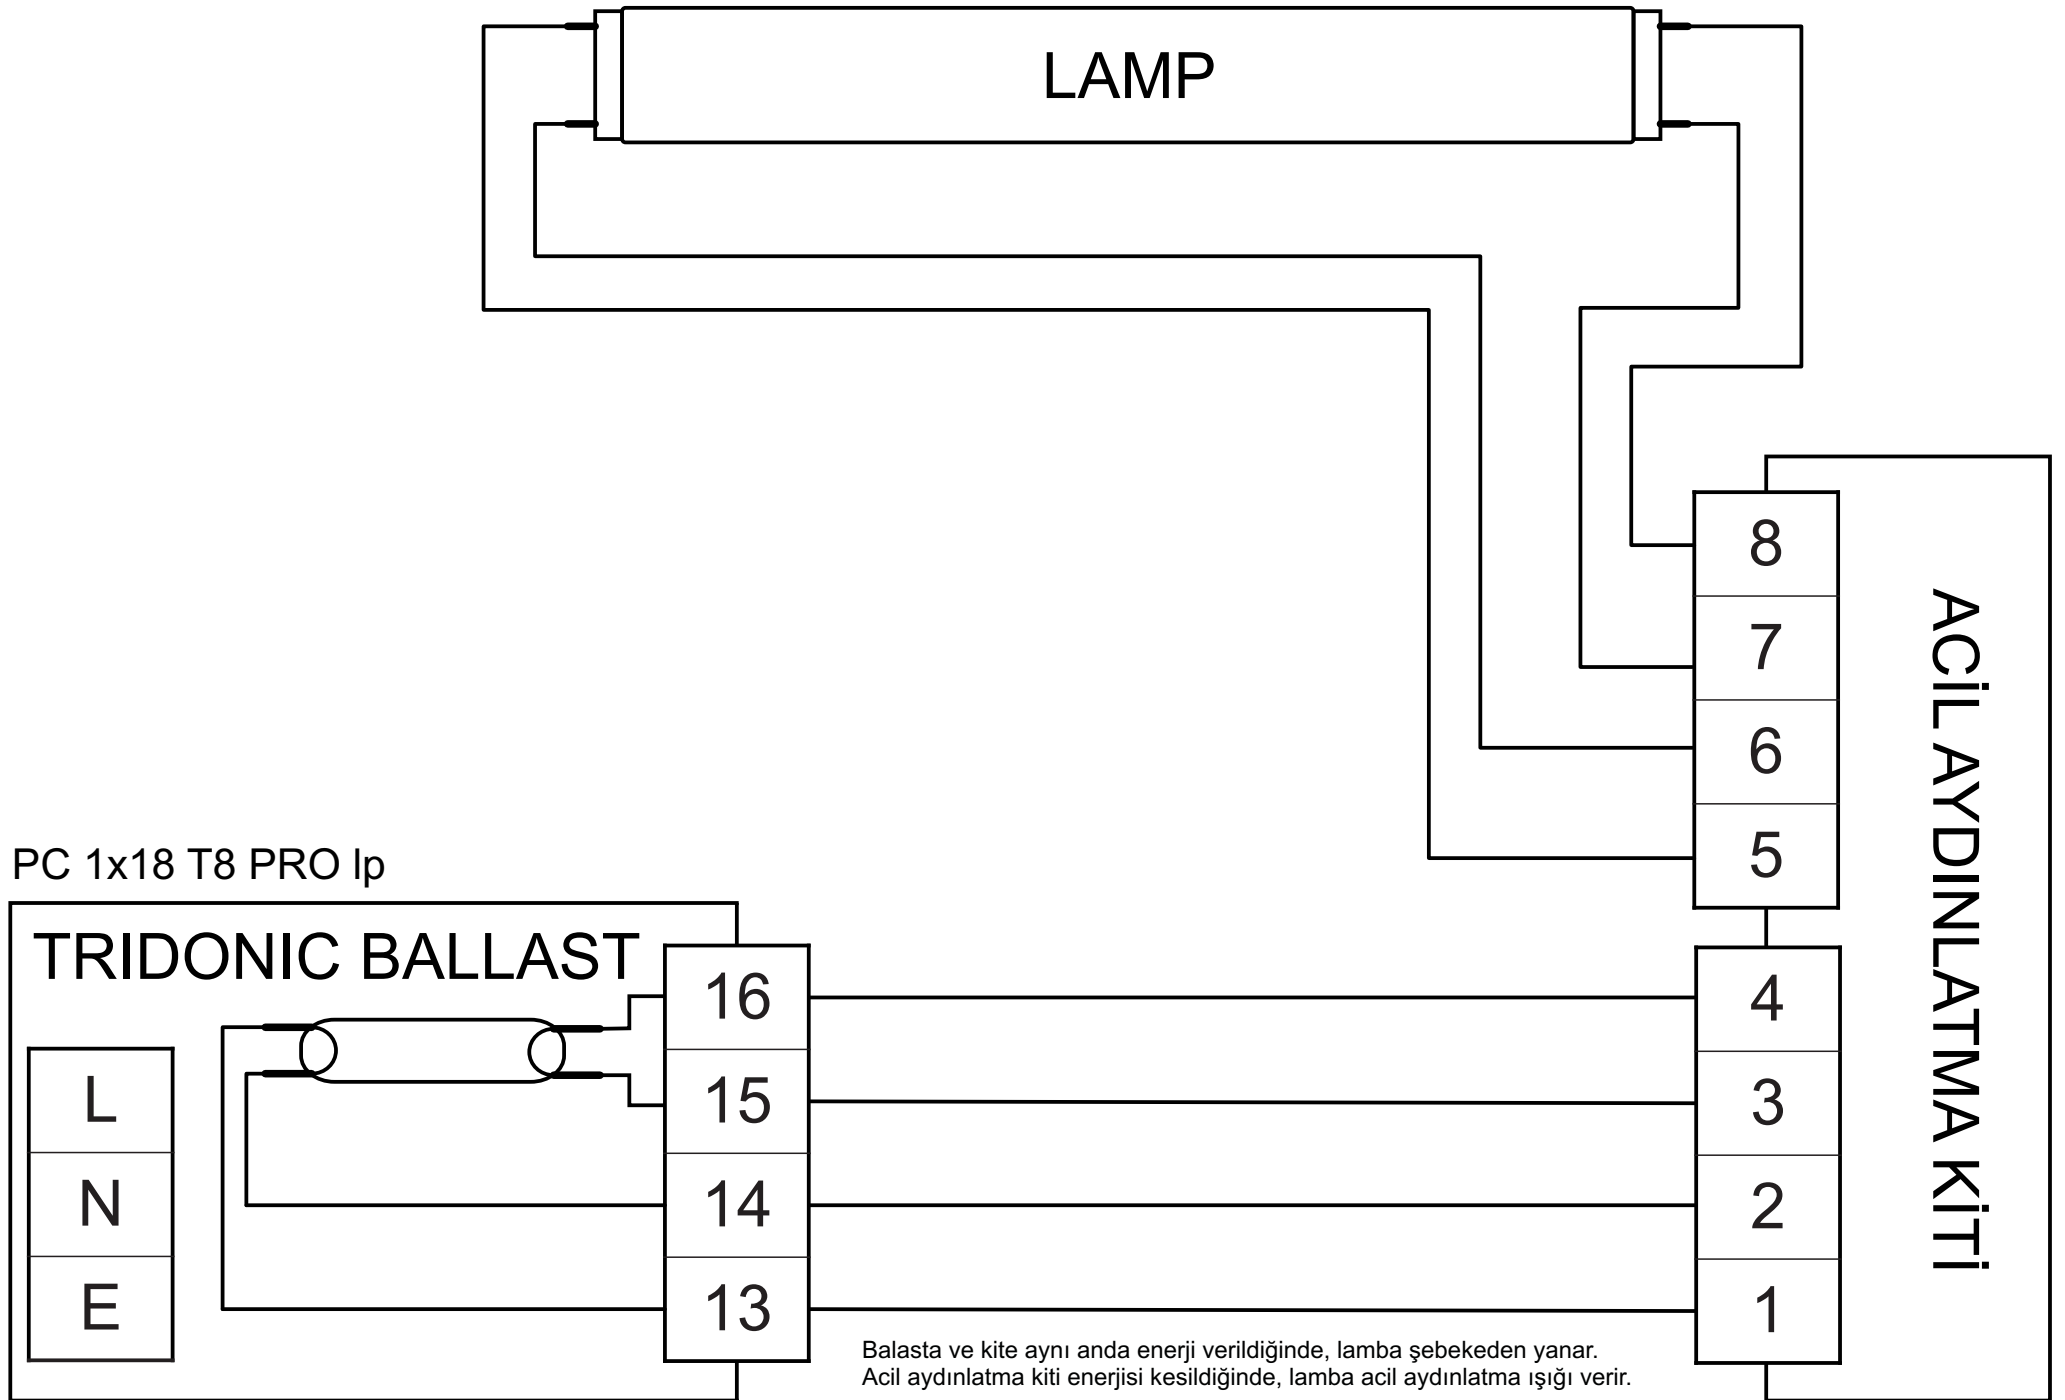 LAMP
8
7
6
5
ACİL AYDINLATMA KİTİ
PC 1x18 T8 PRO lp
TRIDONIC BALLAST
16
15
14
13
L
N
E
4
3
2
1
Balasta ve kite aynı anda enerji verildiğinde, lamba şebekeden yanar.
Acil aydınlatma kiti enerjisi kesildiğinde, lamba acil aydınlatma ışığı verir.